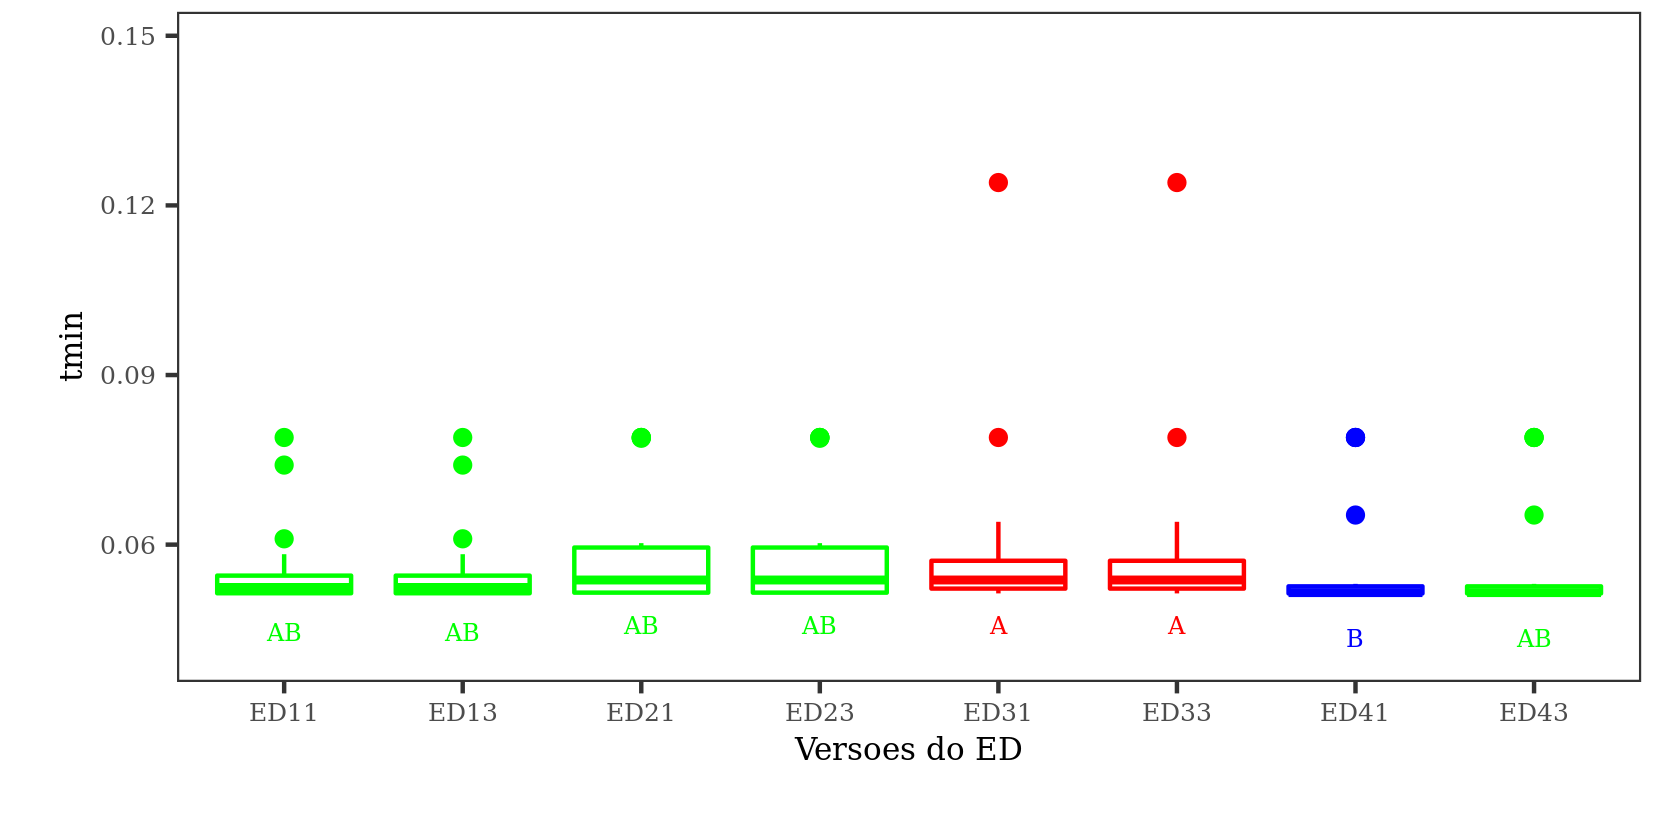 0.15
0.12
0.09
0.06
tmin
AB AB AB AB A A B AB
ED11 ED13 ED21 ED23 ED31 ED33 ED41 ED43
Versoes do ED